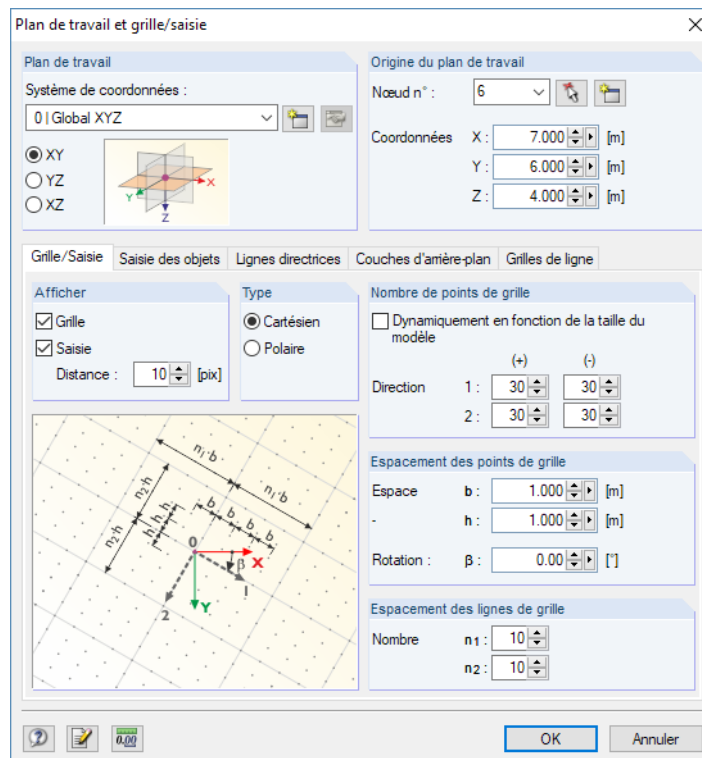 Plan de travail et grille/saisie
Plan de travail
Système de coordonnées :
0 | Global XYZ
XY
YZ
XZ
X
Y
Z
Origine du plan de travail
Nœud n° :
6
Coordonnées
X : 7.000 [m]
Y : 6.000 [m]
Z : 4.000 [m]
Grille/Saisie
Saisie des objets
Lignes directrices
Couches d'arrière-plan
Grilles de ligne
Afficher
Grille
Saisie
Distance : 10 [pix]
Type
Cartésien
Polaire
Nombre de points de grille
Dynamiquement en fonction de la taille du
modèle
(+) (-)
Direction 1 : 30 30
2 : 30 30
Espacement des points de grille
Espace b : 1.000 [m]
- h : 1.000 [m]
Rotation : β : 0.00 [°]
Espacement des lignes de grille
Nombre n1 : 10
n2 : 10
n1·b
n1·b
n2·h
n2·h
h h h
b b b b
0
X
β
1
2
Y
0.00
OK
Annuler